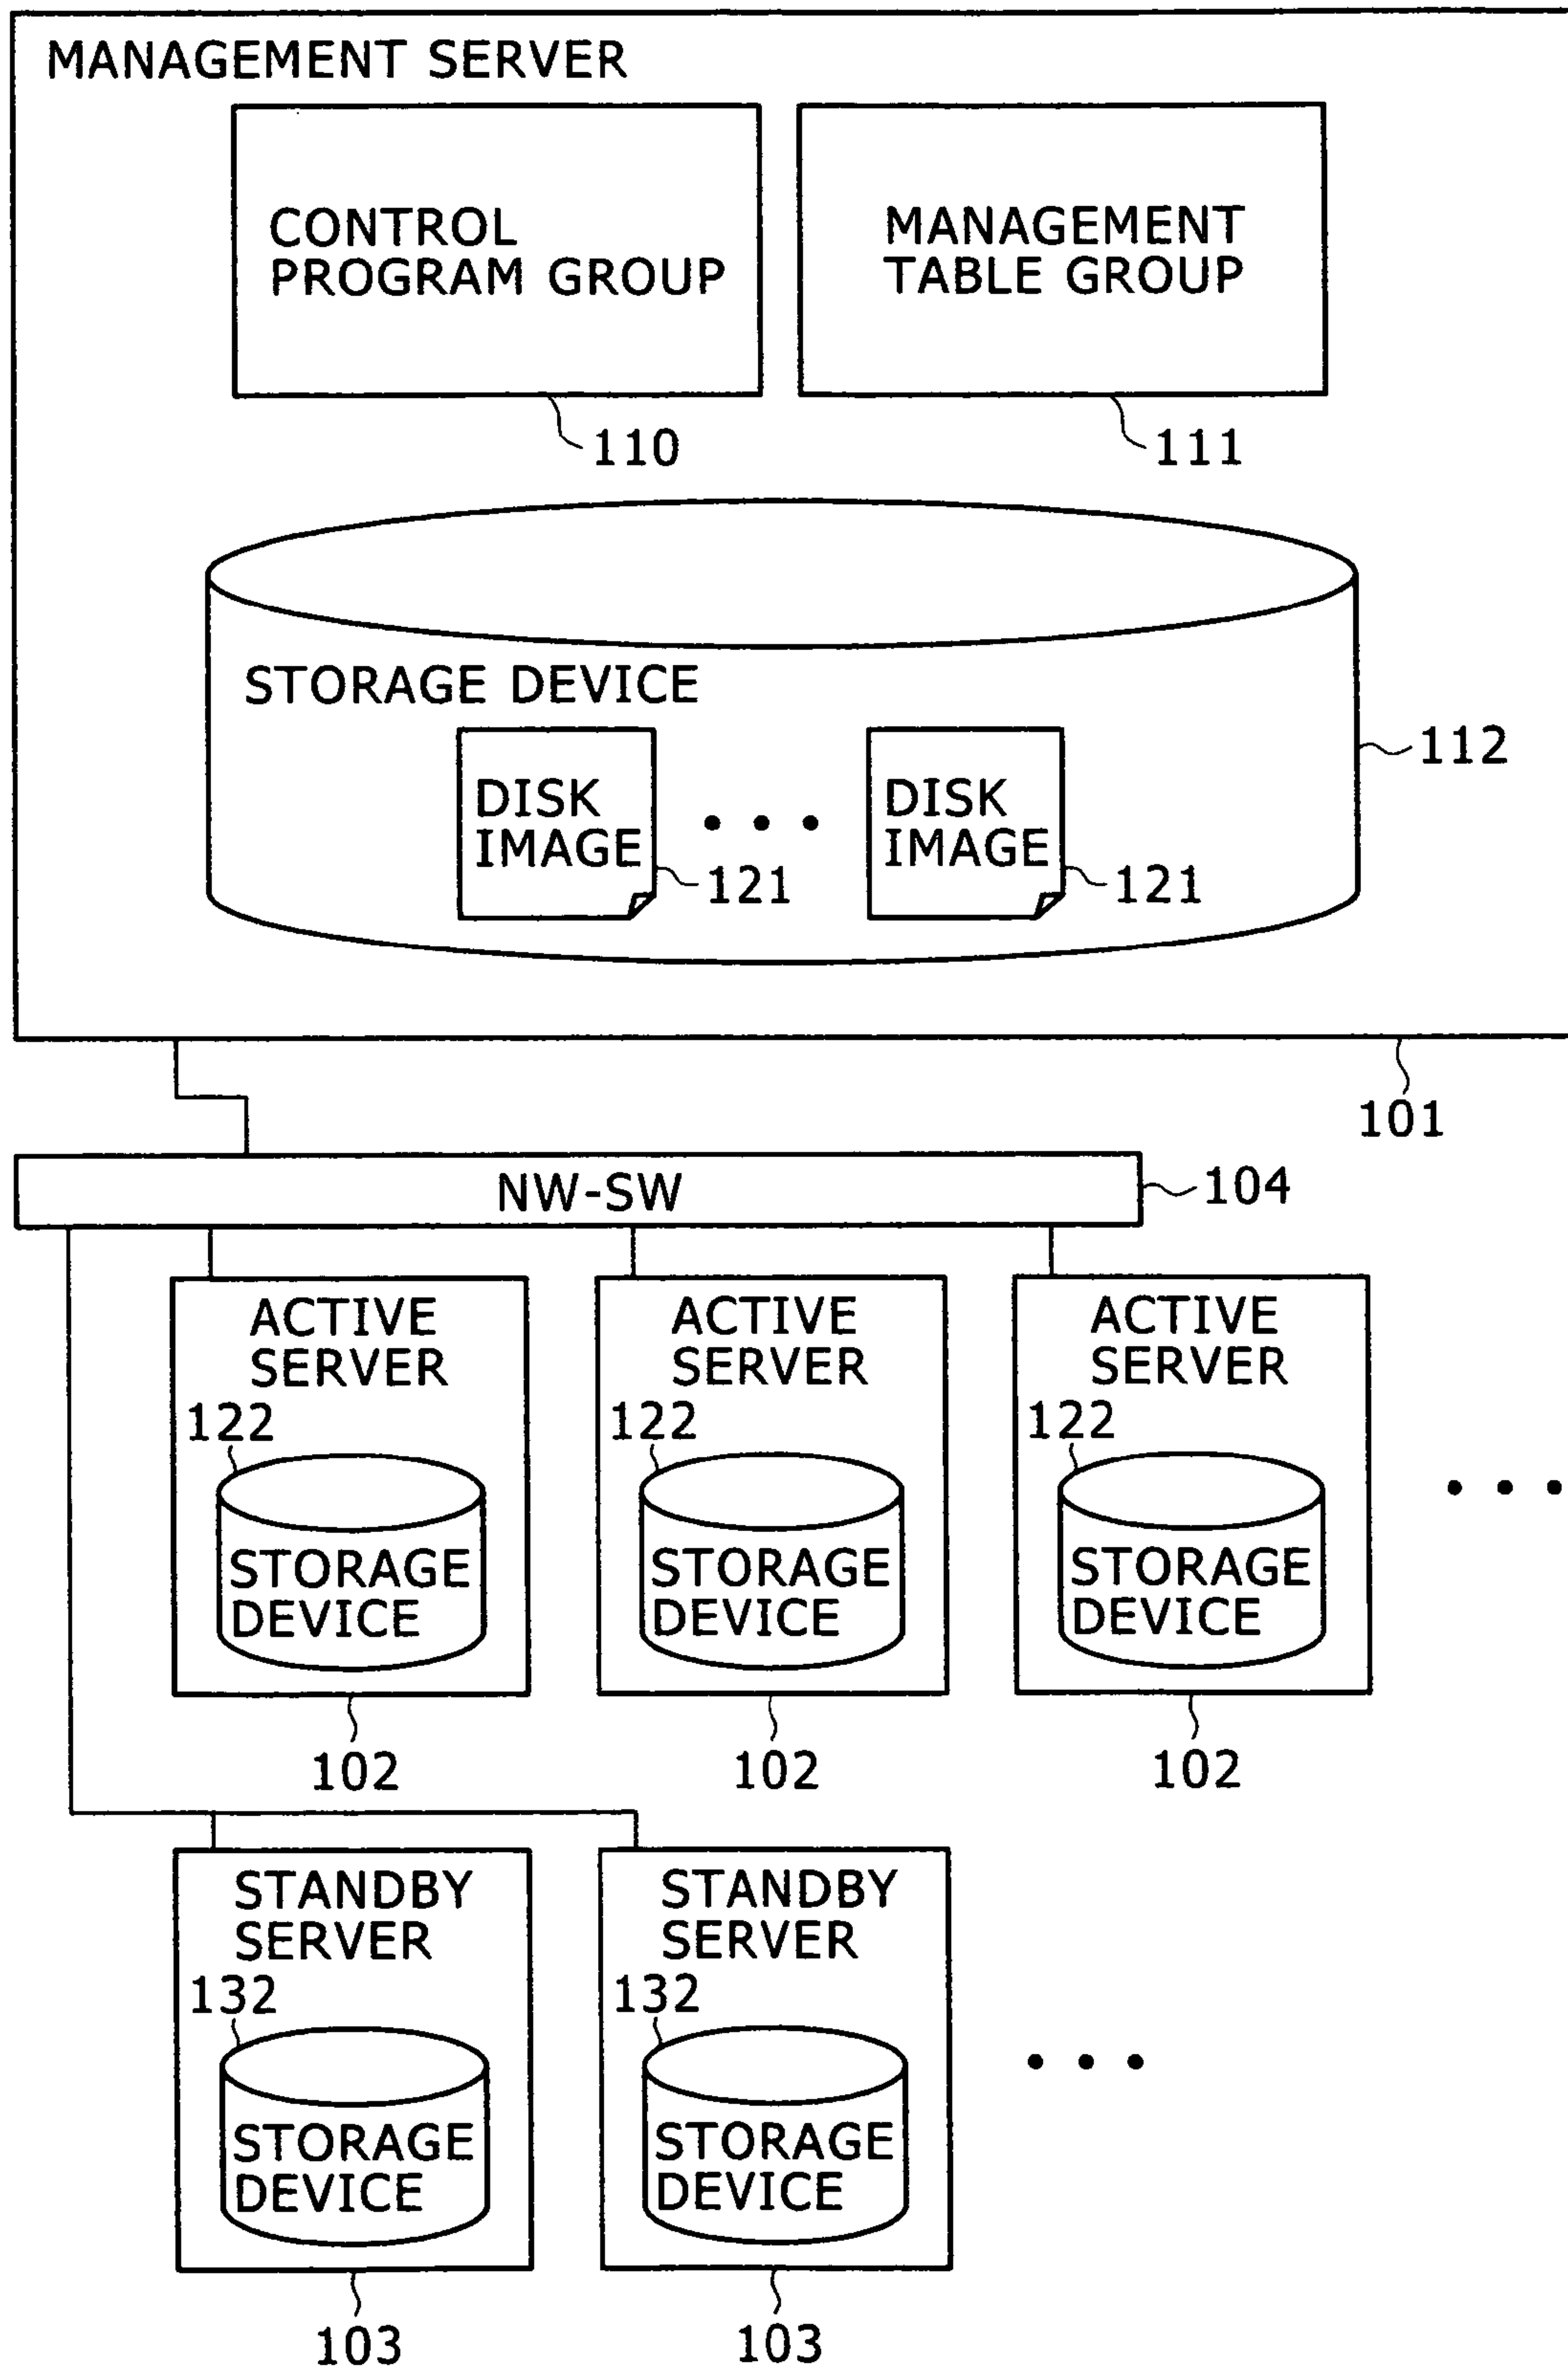 MANAGEMENT SERVER
CONTROL
PROGRAM GROUP
MANAGEMENT
TABLE GROUP
110
111
STORAGE DEVICE
112
DISK
IMAGE
DISK
IMAGE
121
121
101
NW-SW
104
ACTIVE
SERVER
ACTIVE
SERVER
ACTIVE
SERVER
122
122
122
STORAGE
DEVICE
STORAGE
DEVICE
STORAGE
DEVICE
102
102
102
STANDBY
SERVER
STANDBY
SERVER
132
132
STORAGE
DEVICE
STORAGE
DEVICE
103
103